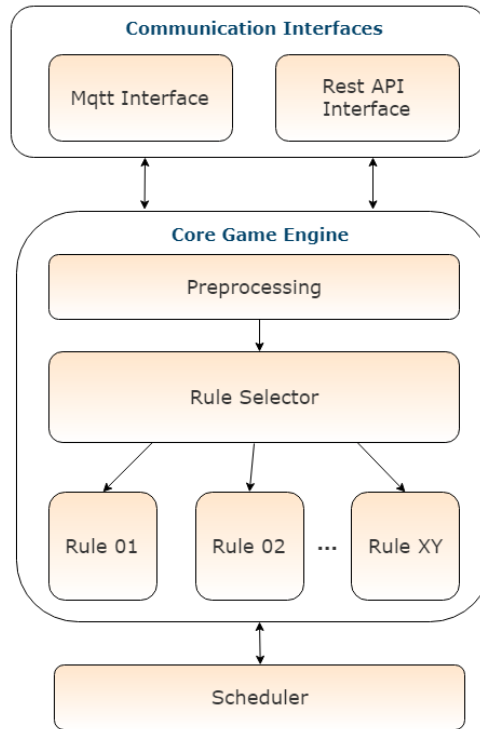 Communication Interfaces
Mqtt Interface
Rest API
Interface
Core Game Engine
Preprocessing
Rule Selector
Rule 01
Rule 02
...
Rule XY
Scheduler